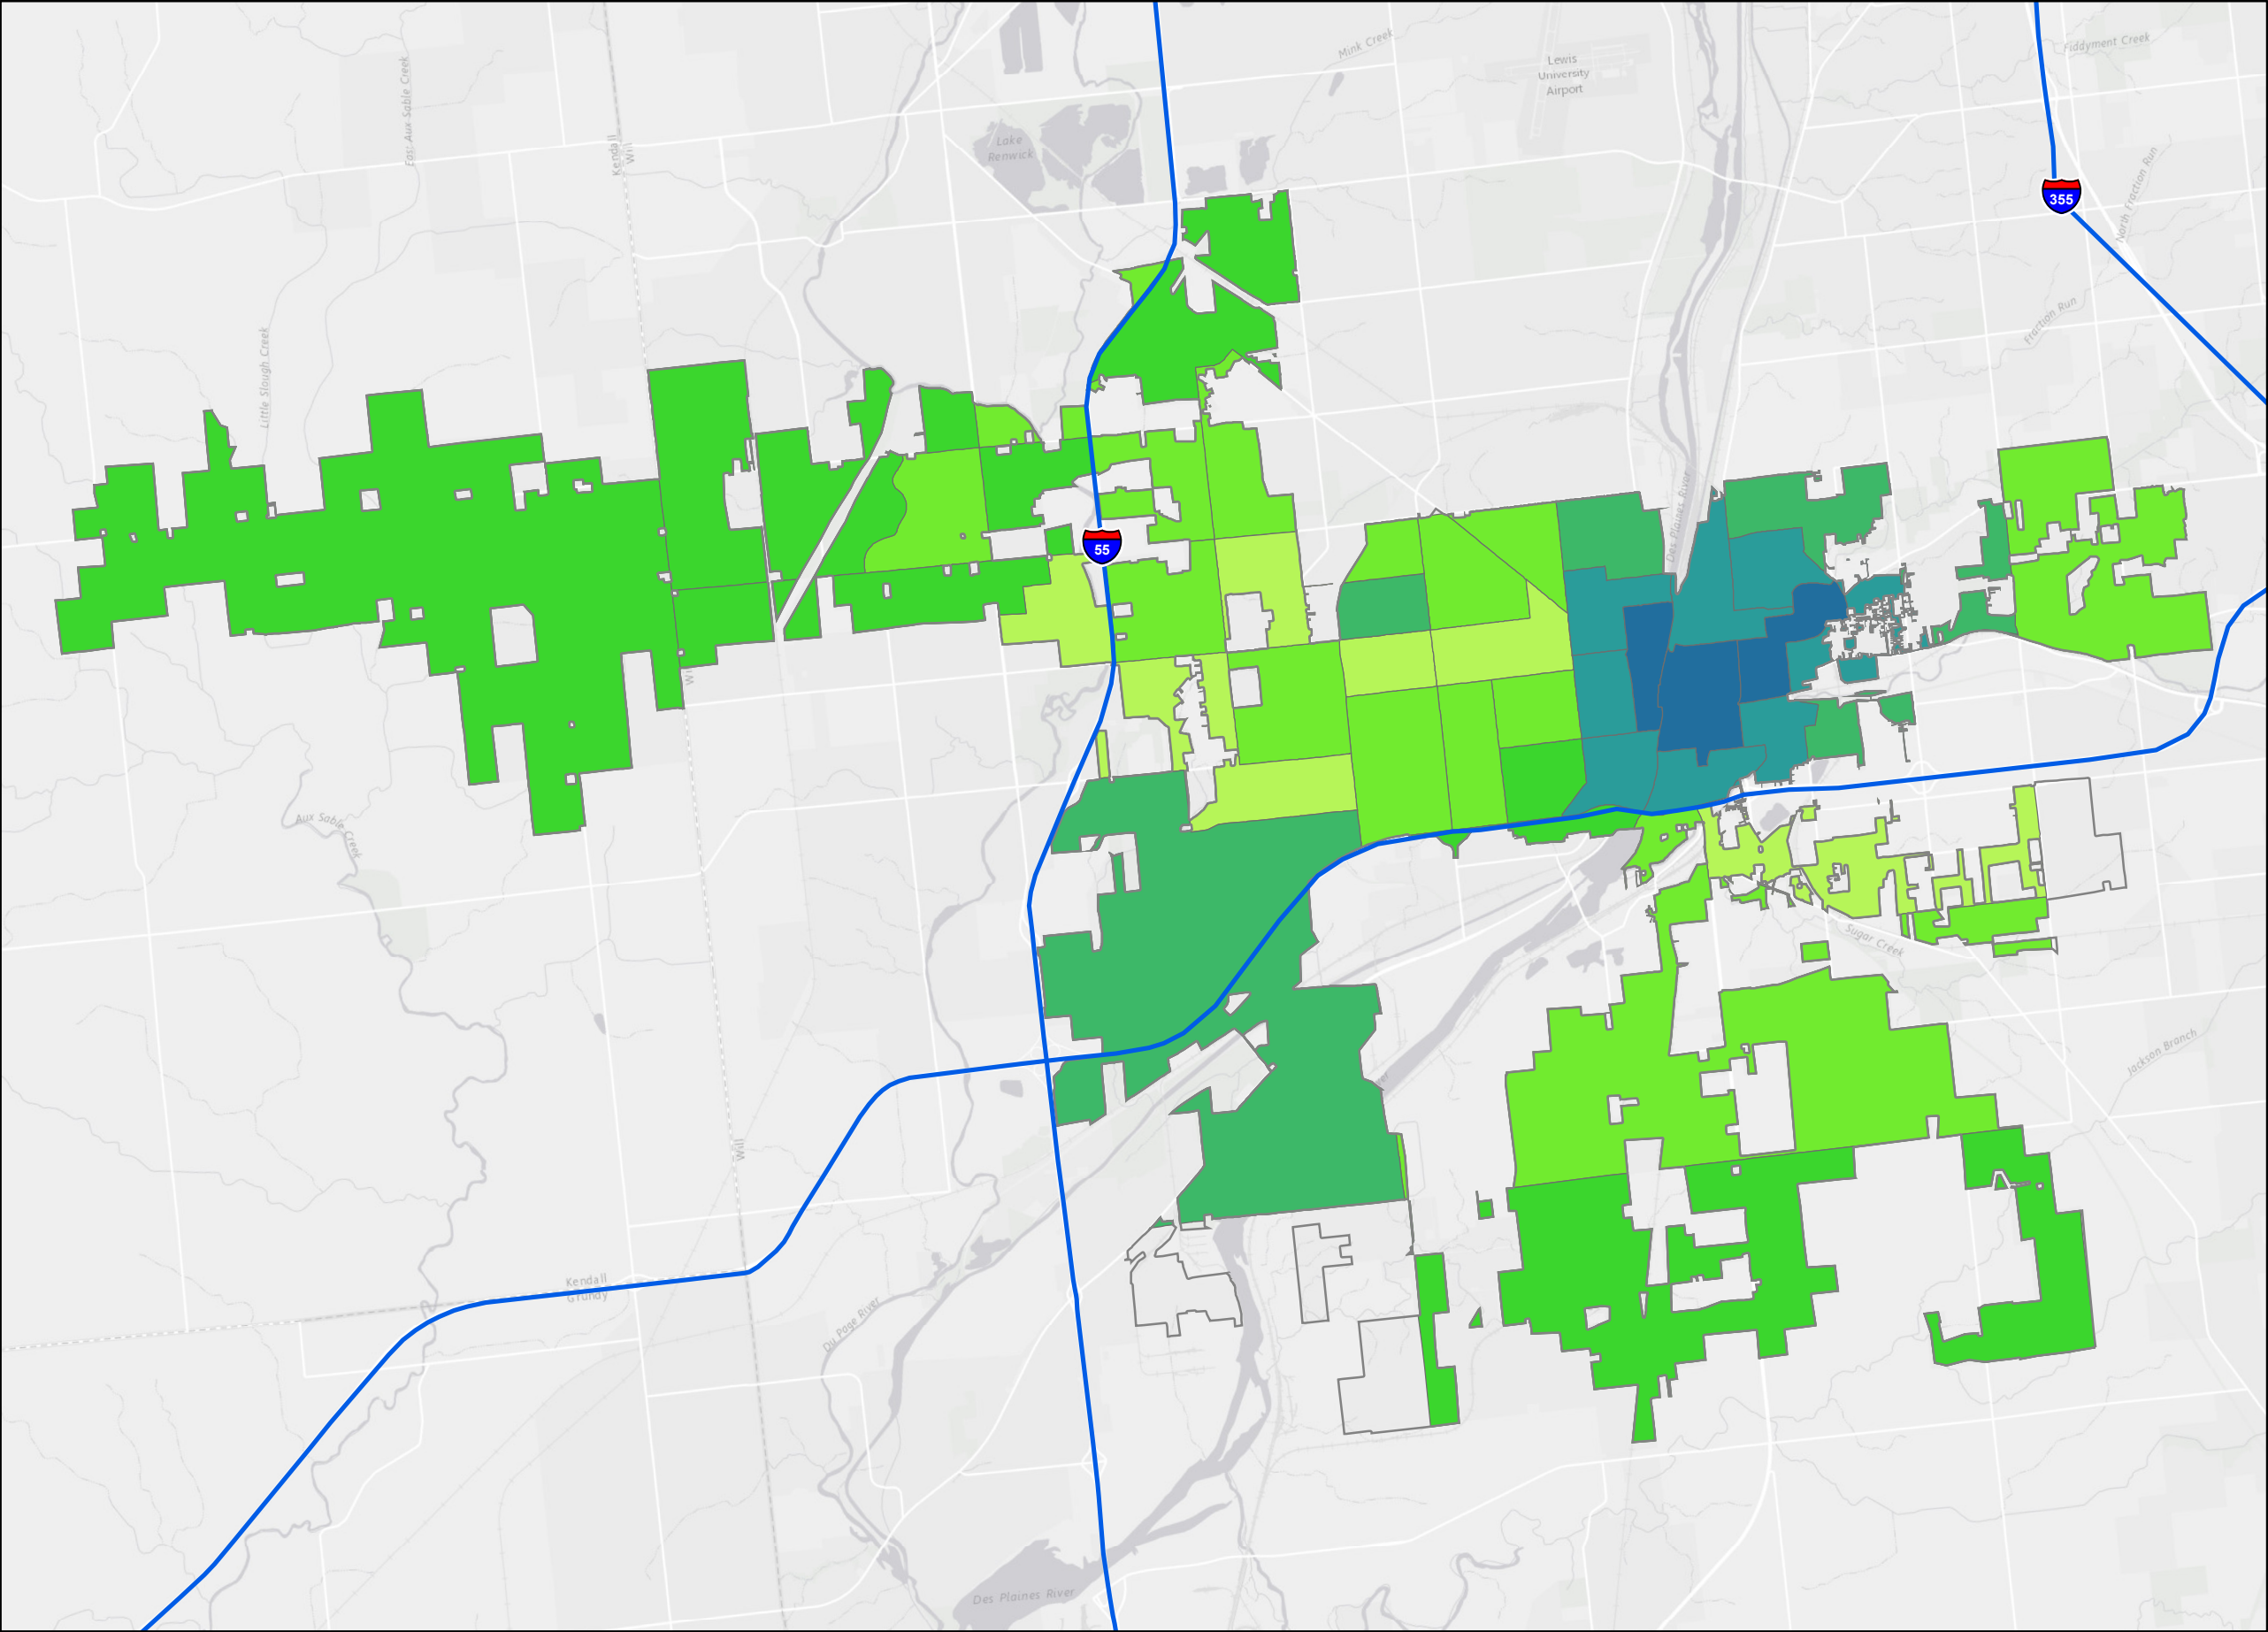 Mink Creek
Fiddyment Creek
Lewis
University
Airport
East Aux Sable Creek
Kendall
Will
Lake
Renwick
North Fraction Run
355
Fraction Run
Little Slough Creek
Des Plaines River
55
Will
Aux Sable Creek
Sugar Creek
Jackson Branch
Will
Kendall
Grundy
Du Page River
Des Plaines River